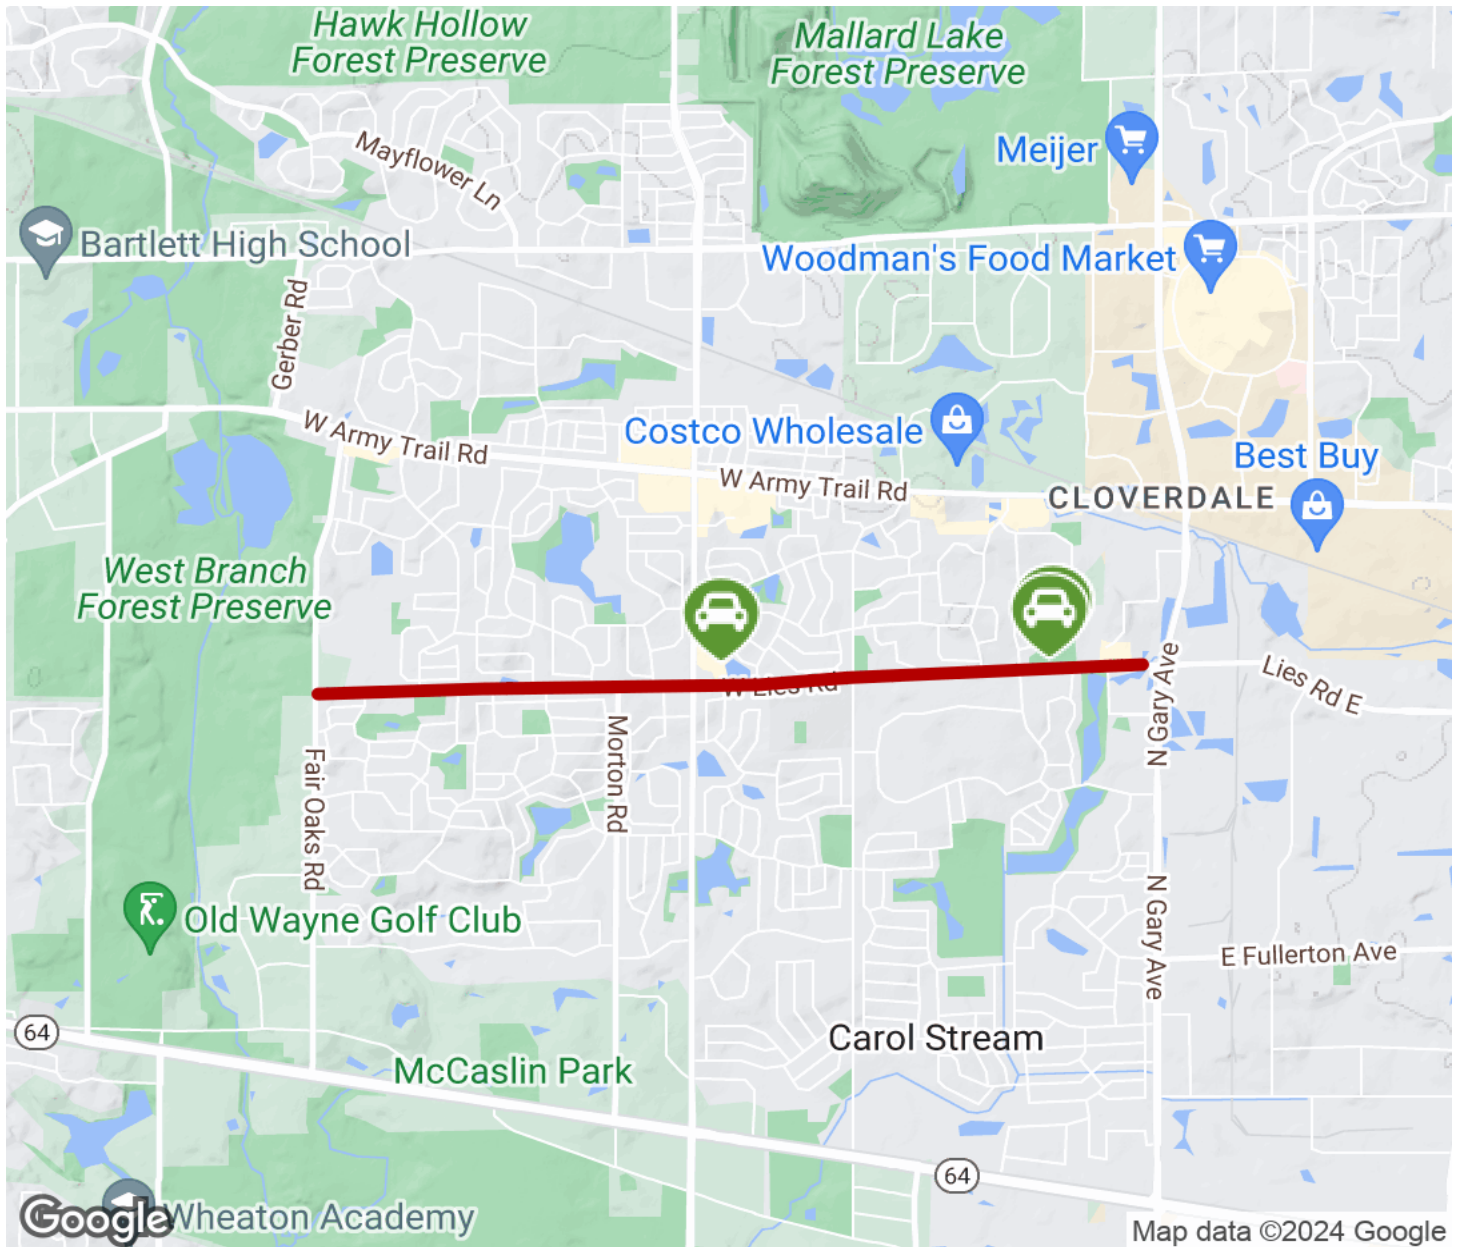 Hawk Hollow
Forest Preserve
Mallard Lake
Forest Preserve
Meijer
Mayflower Ln
Bartlett High School
Woodman's Food Market
Gerber Rd
W Army Trail Rd
Costco Wholesale
W Army Trail Rd
Best Buy
CLOVERDALE
West Branch
Forest Preserve
W Lies Rd
Lies Rd E
N Gary Ave
Morton Rd
Fair Oaks Rd
Old Wayne Golf Club
N Gary Ave
E Fullerton Ave
64
Carol Stream
McCaslin Park
64
Google
Wheaton Academy
Map data ©2024 Google